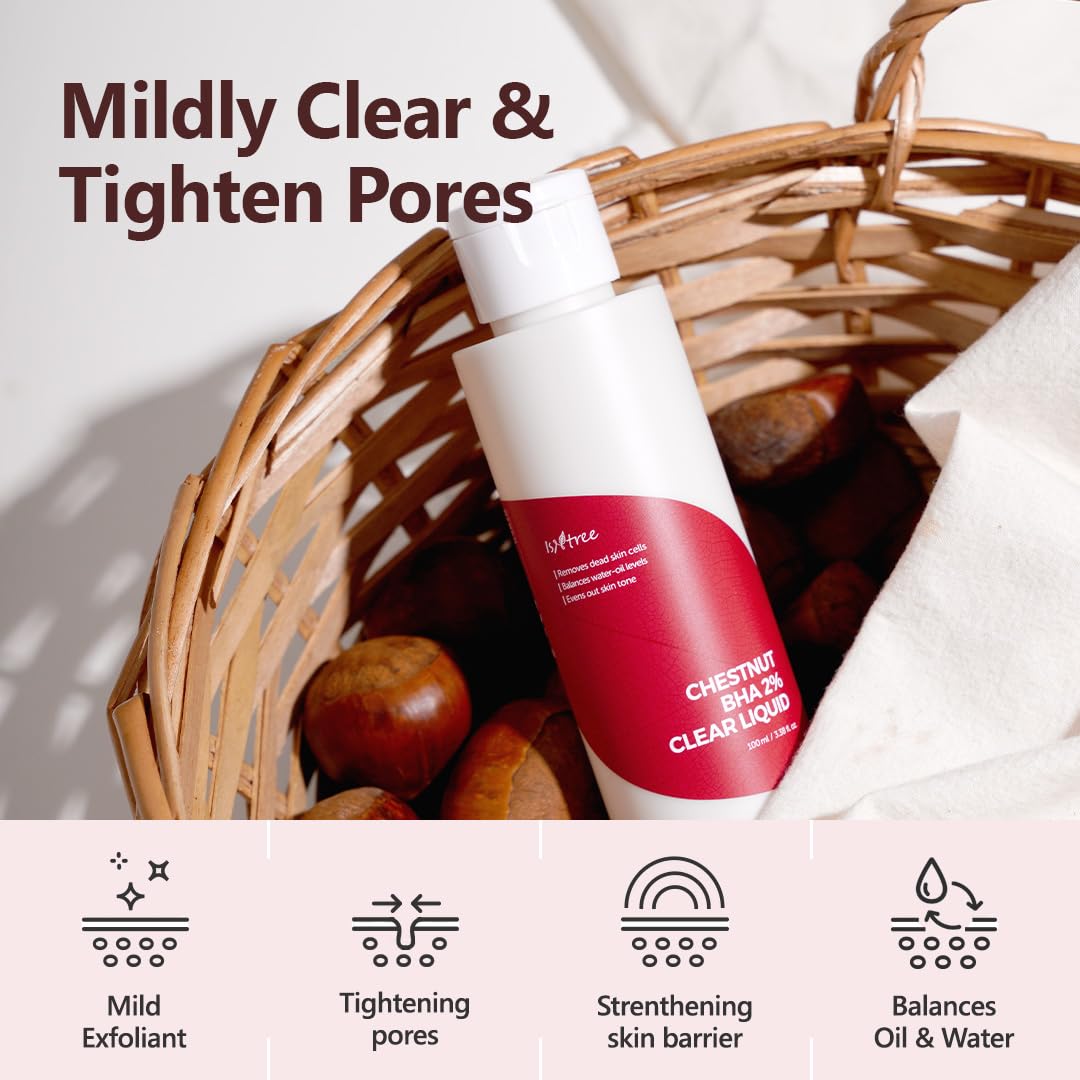 Mildly Clear &
Tighten Pores
IsNtree
Removes dead skin cells
Balances water-oil levels
Evens out skin tone
CHESTNUT
BHA 2%
CLEAR LIQUID
100 ml / 3.38 fl. oz
Mild
Exfoliant
Tightening
pores
Strenthening
skin barrier
Balances
Oil & Water